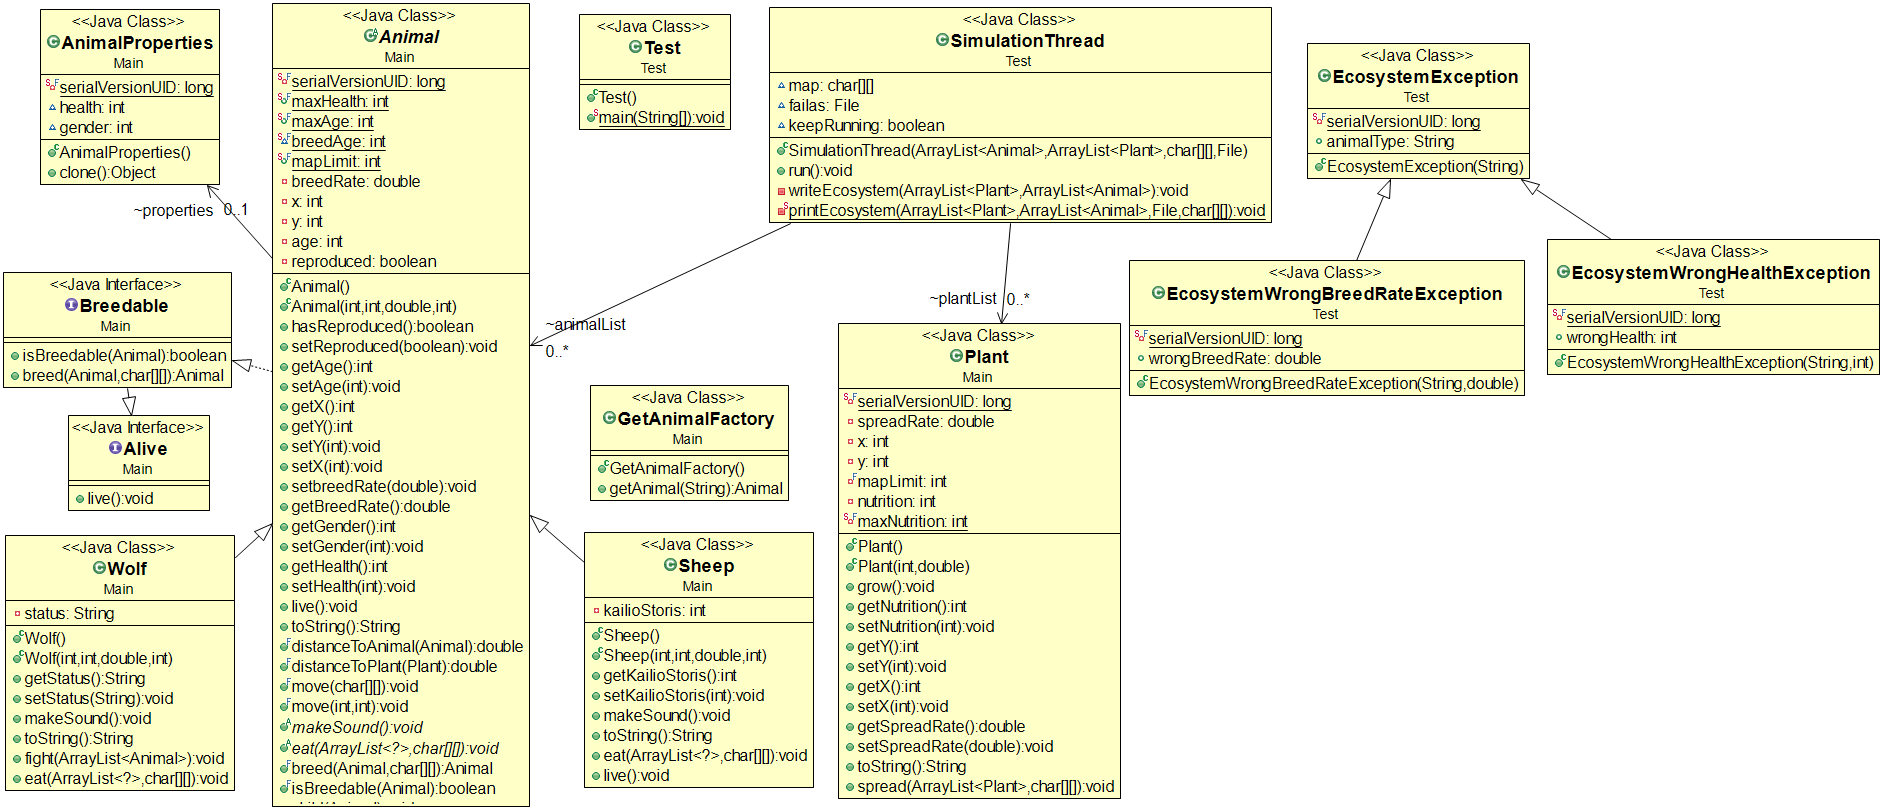 <<Java Class>>
AnimalProperties
Main
serialVersionUID: long
health: int
gender: int
AnimalProperties()
clone():Object
~properties
0..1
<<Java Class>>
Animal
Main
serialVersionUID: long
maxHealth: int
maxAge: int
breedAge: int
mapLimit: int
breedRate: double
x: int
y: int
age: int
reproduced: boolean
Animal()
Animal(int,int,double,int)
hasReproduced():boolean
setReproduced(boolean):void
getAge():int
setAge(int):void
getX():int
getY():int
setY(int):void
setX(int):void
setbreedRate(double):void
getBreedRate():double
getGender():int
setGender(int):void
getHealth():int
setHealth(int):void
live():void
toString():String
distanceToAnimal(Animal):double
distanceToPlant(Plant):double
move(char[][]):void
move(int,int):void
makeSound():void
eat(ArrayList<?>,char[][]):void
breed(Animal,char[][]):Animal
isBreedable(Animal):boolean
<<Java Interface>>
Breedable
Main
isBreedable(Animal):boolean
breed(Animal,char[][]):Animal
<<Java Interface>>
Alive
Main
live():void
<<Java Class>>
Wolf
Main
status: String
Wolf()
Wolf(int,int,double,int)
getStatus():String
setStatus(String):void
makeSound():void
toString():String
fight(ArrayList<Animal>):void
eat(ArrayList<?>,char[][]):void
<<Java Class>>
Test
Test
Test()
main(String[]):void
<<Java Class>>
SimulationThread
Test
map: char[][]
failas: File
keepRunning: boolean
SimulationThread(ArrayList<Animal>,ArrayList<Plant>,char[][],File)
run():void
writeEcosystem(ArrayList<Plant>,ArrayList<Animal>):void
printEcosystem(ArrayList<Plant>,ArrayList<Animal>,File,char[][]):void
~animalList
0..*
~plantList
0..*
<<Java Class>>
GetAnimalFactory
Main
GetAnimalFactory()
getAnimal(String):Animal
<<Java Class>>
Sheep
Main
kailioStoris: int
Sheep()
Sheep(int,int,double,int)
getKailioStoris():int
setKailioStoris(int):void
makeSound():void
toString():String
eat(ArrayList<?>,char[][]):void
live():void
<<Java Class>>
Plant
Main
serialVersionUID: long
spreadRate: double
x: int
y: int
mapLimit: int
nutrition: int
maxNutrition: int
Plant()
Plant(int,double)
grow():void
getNutrition():int
setNutrition(int):void
getY():int
setY(int):void
getX():int
setX(int):void
getSpreadRate():double
setSpreadRate(double):void
toString():String
spread(ArrayList<Plant>,char[][]):void
<<Java Class>>
EcosystemException
Test
serialVersionUID: long
animalType: String
EcosystemException(String)
<<Java Class>>
EcosystemWrongBreedRateException
Test
serialVersionUID: long
wrongBreedRate: double
EcosystemWrongBreedRateException(String,double)
<<Java Class>>
EcosystemWrongHealthException
Test
serialVersionUID: long
wrongHealth: int
EcosystemWrongHealthException(String,int)